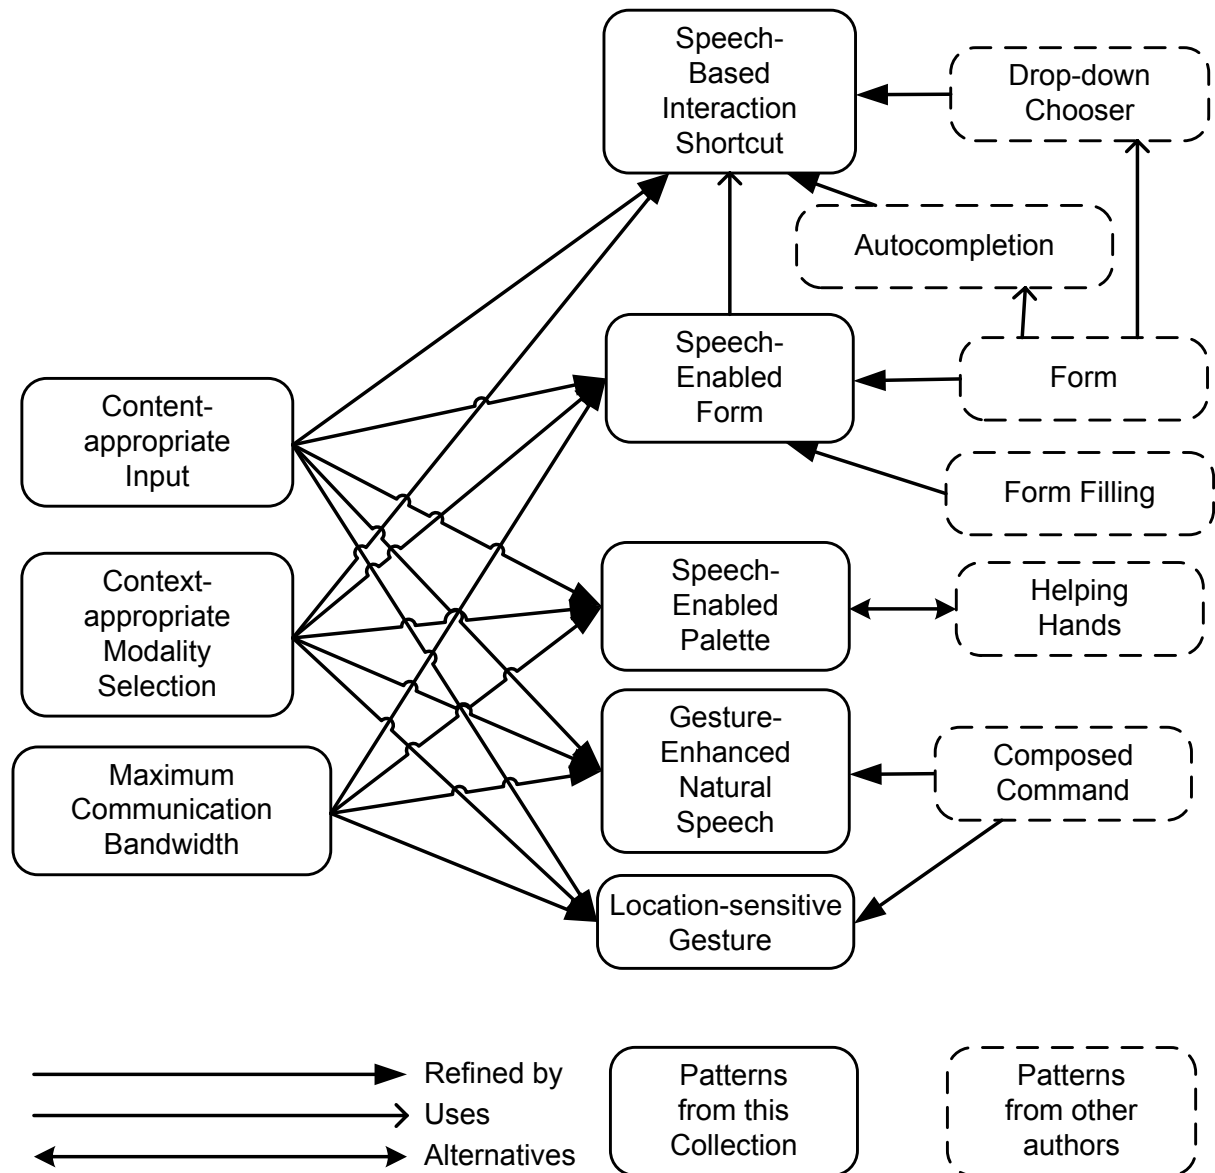 Speech-
Based
Interaction
Shortcut
Drop-down
Chooser
Autocompletion
Speech-
Enabled
Form
Form
Content-
appropriate
Input
Form Filling
Context-
appropriate
Modality
Selection
Speech-
Enabled
Palette
Helping
Hands
Maximum
Communication
Bandwidth
Gesture-
Enhanced
Natural
Speech
Composed
Command
Location-sensitive
Gesture
Refined by
Uses
Alternatives
Patterns
from this
Collection
Patterns
from other
authors